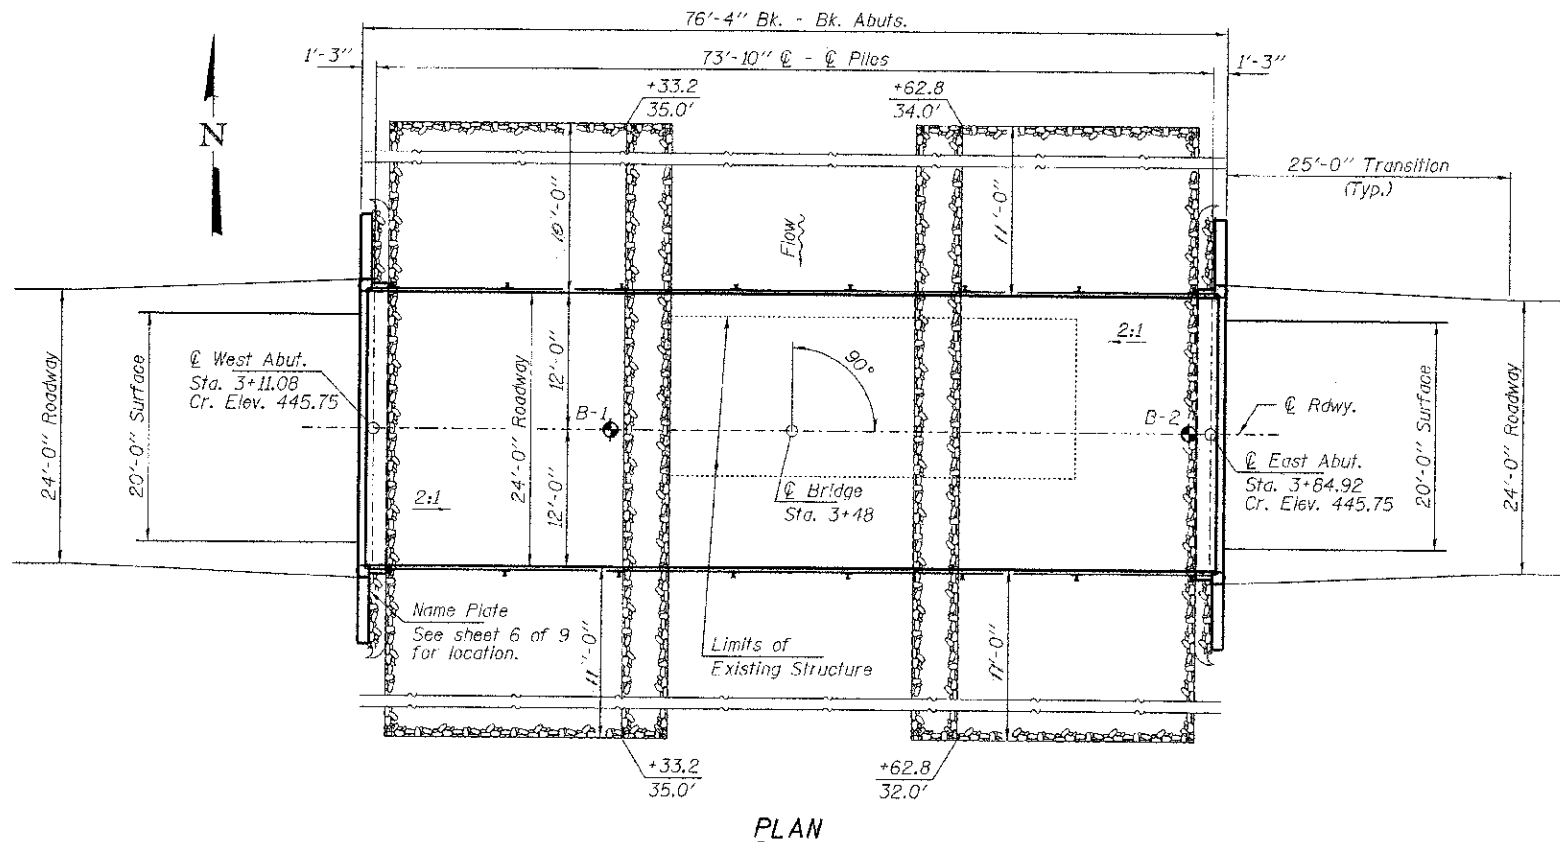 76'-4" Bk. - Bk. Abuts.
1'-3"
73'-10" ℄ - ℄ Piles
1'-3"
+33.2
35.0'
+62.8
34.0'
N
25'-0" Transition
(Typ.)
11'-0"
Flow
2:1
90°
℄ West Abut.
Sta. 3+11.08
Cr. Elev. 445.75
24'-0" Roadway
20'-0" Surface
24'-0" Roadway
12'-0"
12'-0"
B-1
B-2
℄ Rdwy.
℄ East Abut.
Sta. 3+84.92
Cr. Elev. 445.75
20'-0" Surface
24'-0" Roadway
2:1
℄ Bridge
Sta. 3+48
Name Plate
See sheet 6 of 9
for location.
Limits of
Existing Structure
11'-0"
+33.2
35.0'
+62.8
32.0'
PLAN